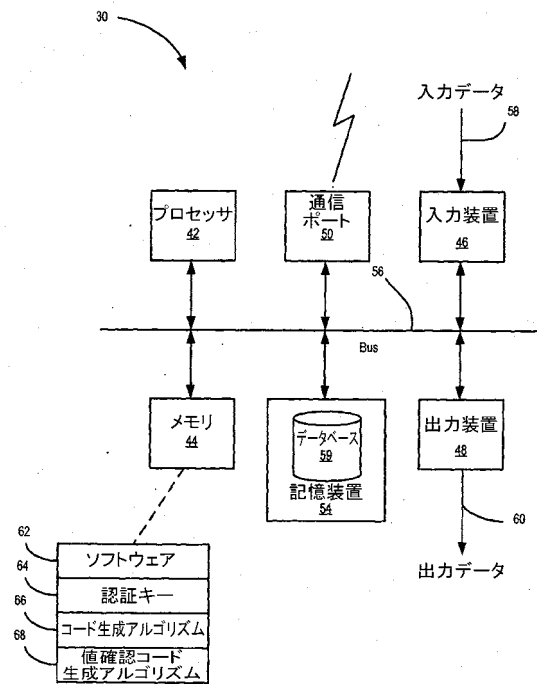 30
入力データ
58
プロセッサ
42
通信
ポート
50
入力装置
46
56
Bus
メモリ
44
データベース
59
記憶装置
54
出力装置
48
60
出力データ
62
ソフトウェア
64
認証キー
66
コード生成アルゴリズム
68
値確認コード
生成アルゴリズム